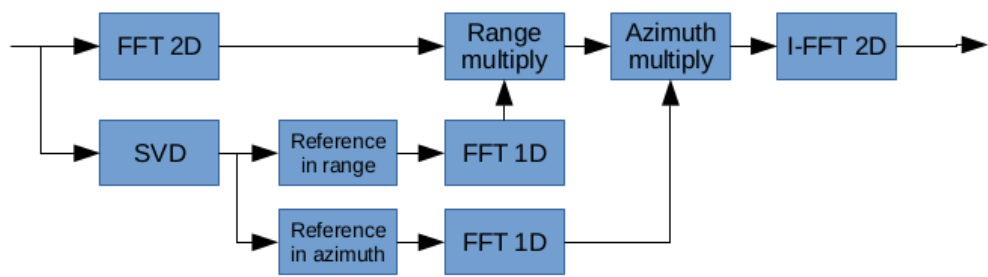 FFT 2D
Range
multiply
Azimuth
multiply
I-FFT 2D
SVD
Reference
in range
FFT 1D
Reference
in azimuth
FFT 1D